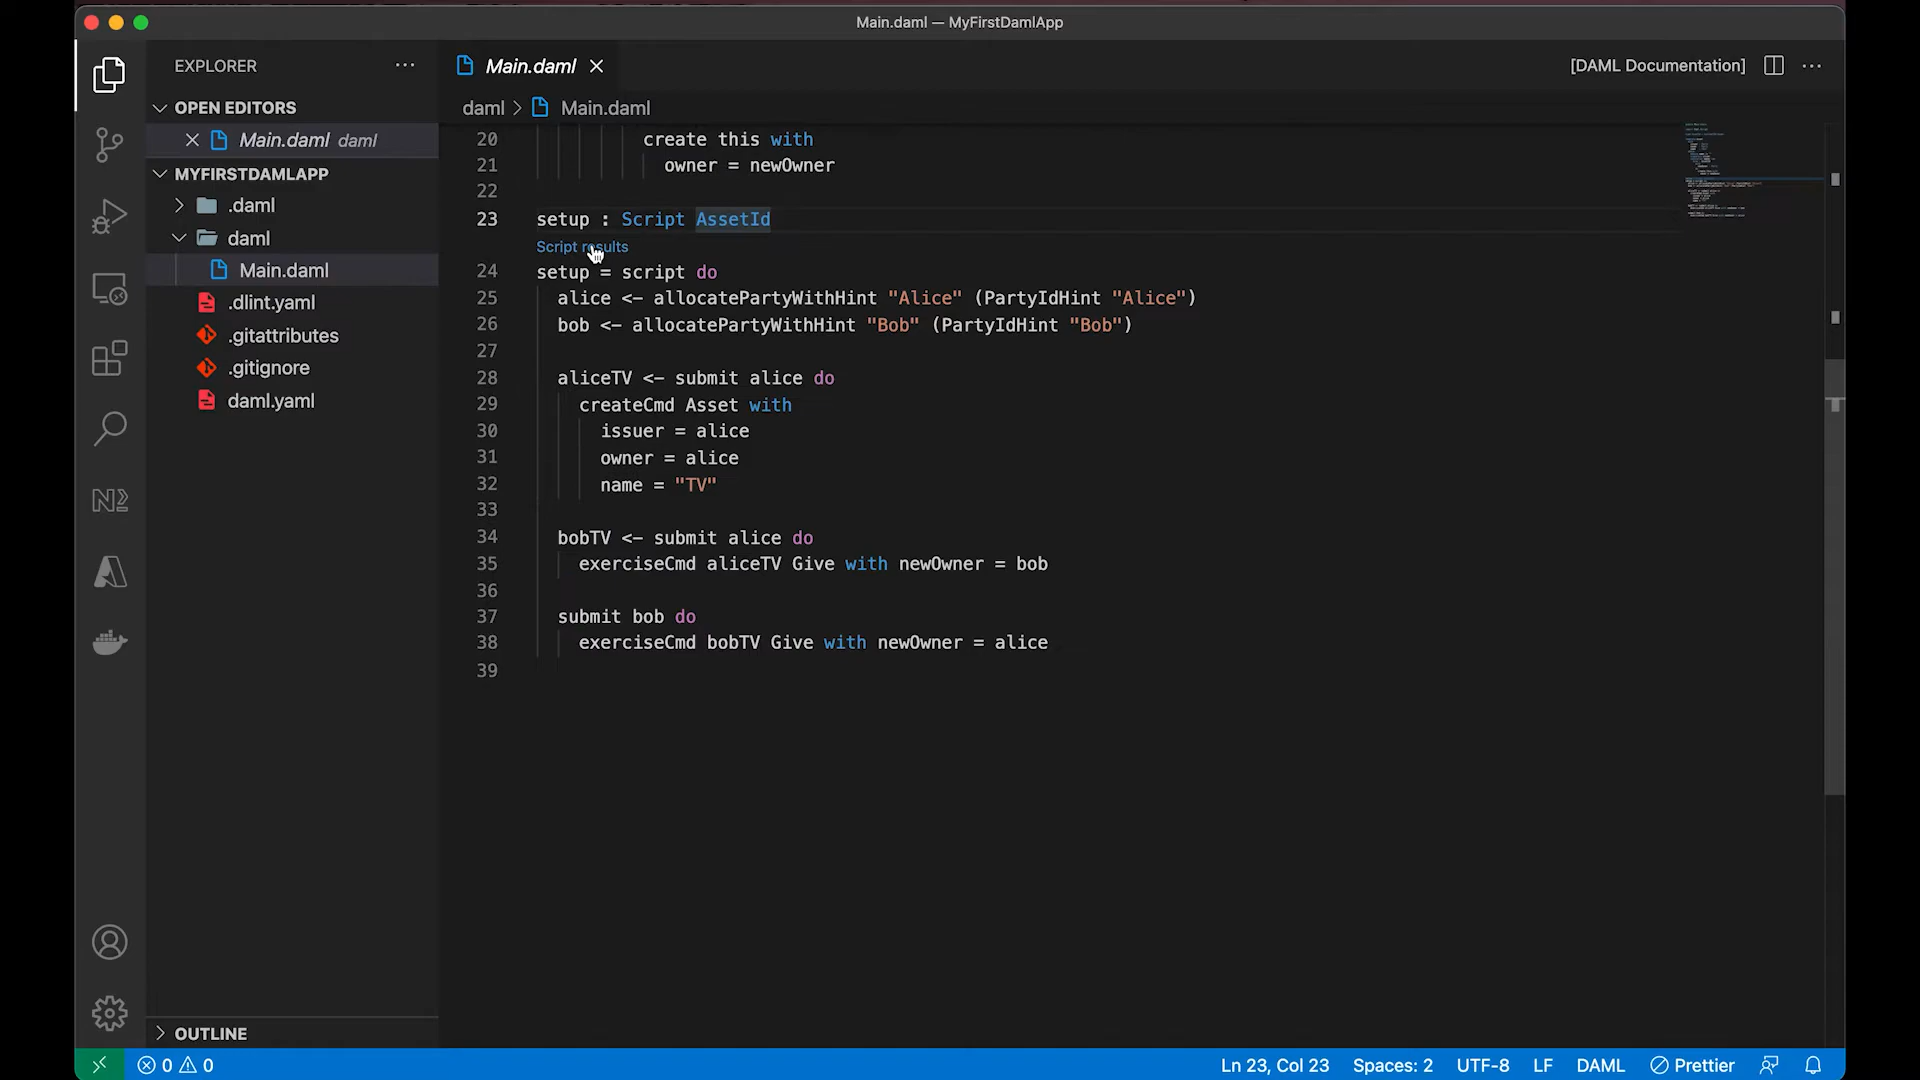 Main.daml — MyFirstDamlApp
EXPLORER
Main.daml
[DAML Documentation]
OPEN EDITORS
Main.daml daml
MYFIRSTDAMLAPP
.daml
daml
Main.daml
.dlint.yaml
.gitattributes
.gitignore
daml.yaml
OUTLINE
daml > Main.daml
20 create this with
21 owner = newOwner
22
23 setup : Script AssetId
Script results
24 setup = script do
25 alice <- allocatePartyWithHint "Alice" (PartyIdHint "Alice")
26 bob <- allocatePartyWithHint "Bob" (PartyIdHint "Bob")
27
28 aliceTV <- submit alice do
29 createCmd Asset with
30 issuer = alice
31 owner = alice
32 name = "TV"
33
34 bobTV <- submit alice do
35 exerciseCmd aliceTV Give with newOwner = bob
36
37 submit bob do
38 exerciseCmd bobTV Give with newOwner = alice
39
0 0
Ln 23, Col 23 Spaces: 2 UTF-8 LF DAML Prettier